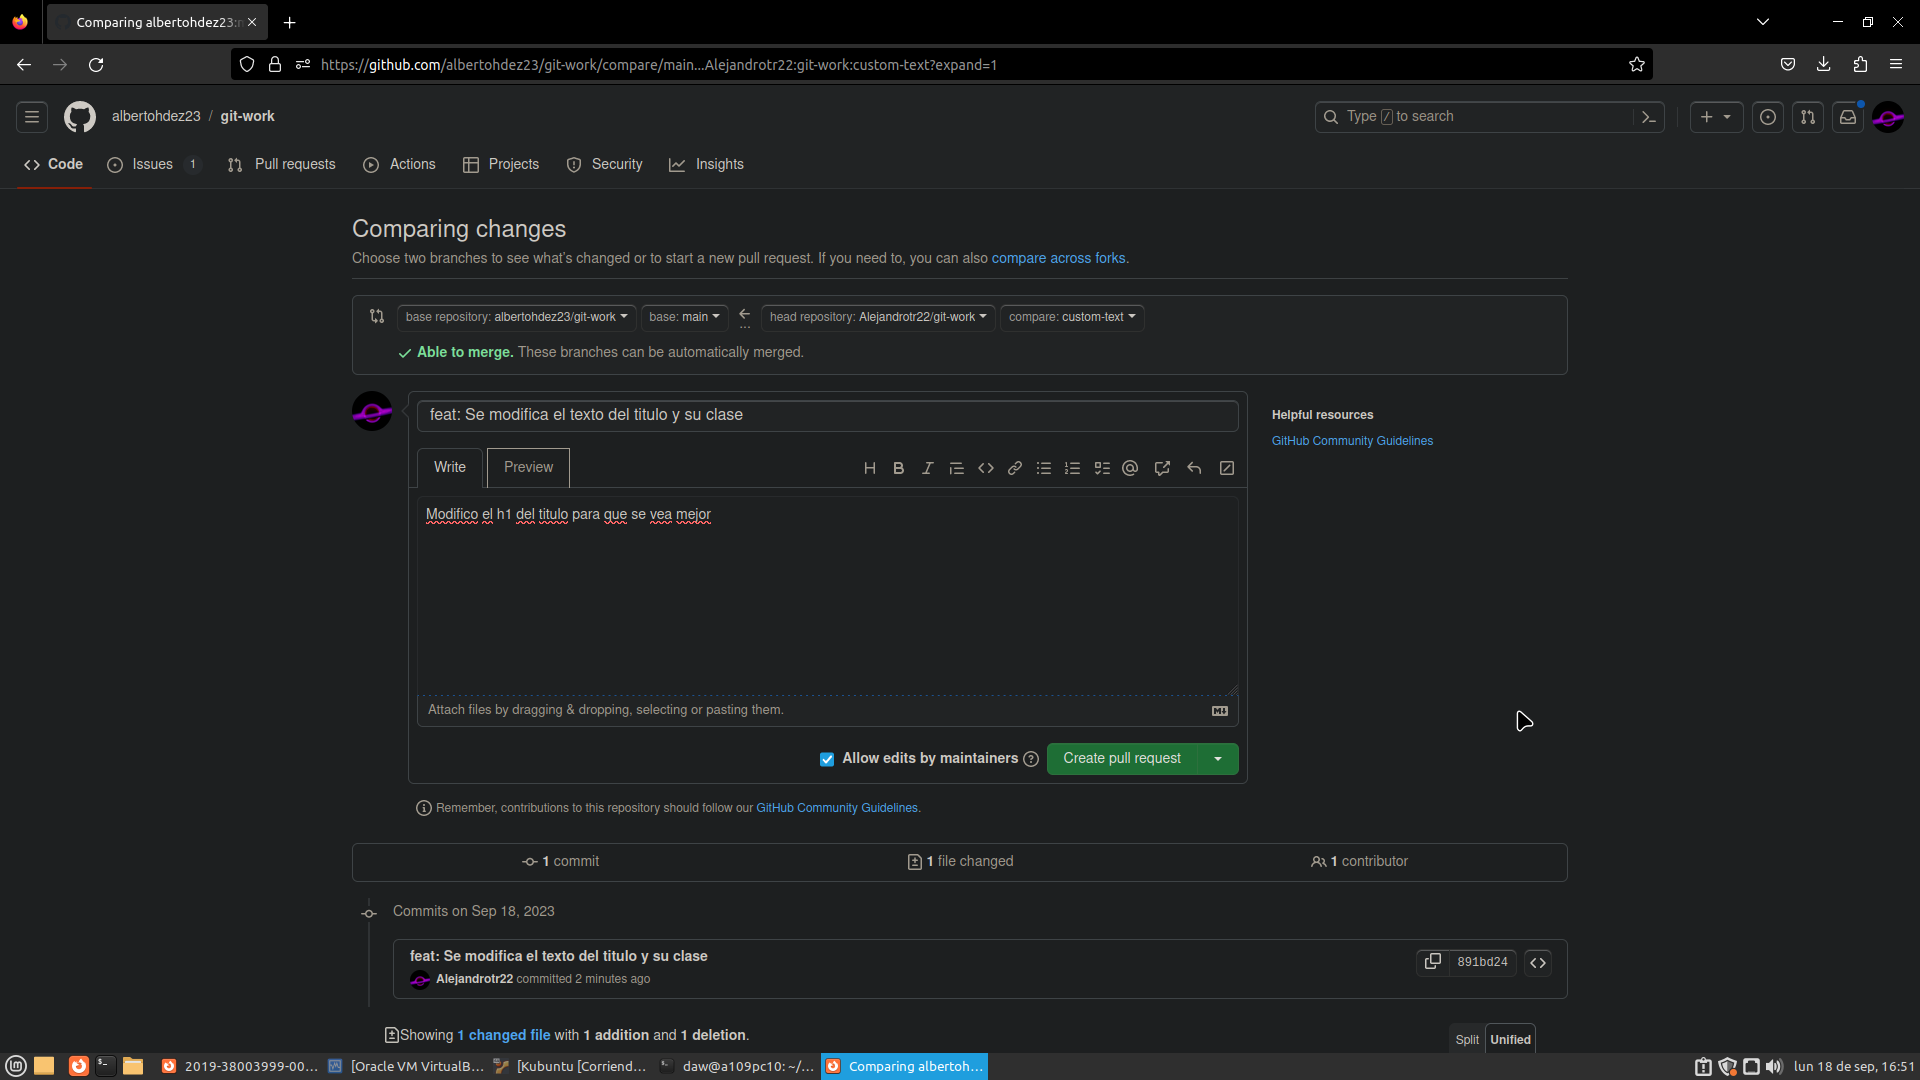 Comparing albertohdez23:
https://github.com/albertohdez23/git-work/compare/main...Alejandrotr22:git-work:custom-text?expand=1
albertohdez23 / git-work
Type / to search
Code
Issues 1
Pull requests
Actions
Projects
Security
Insights
Comparing changes
Choose two branches to see what's changed or to start a new pull request. If you need to, you can also compare across forks.
base repository: albertohdez23/git-work
base: main
head repository: Alejandrotr22/git-work
compare: custom-text
Able to merge. These branches can be automatically merged.
feat: Se modifica el texto del titulo y su clase
Helpful resources
GitHub Community Guidelines
Write
Preview
Modifico el h1 del titulo para que se vea mejor
Attach files by dragging & dropping, selecting or pasting them.
Allow edits by maintainers
Create pull request
Remember, contributions to this repository should follow our GitHub Community Guidelines.
1 commit
1 file changed
1 contributor
Commits on Sep 18, 2023
feat: Se modifica el texto del titulo y su clase
891bd24
Alejandrotr22 committed 2 minutes ago
Showing 1 changed file with 1 addition and 1 deletion.
Split
Unified
2019-38003999-00...
[Oracle VM VirtualB...
[Kubuntu [Corriend...
daw@a109pc10: ~/...
Comparing albertoh...
lun 18 de sep, 16:51